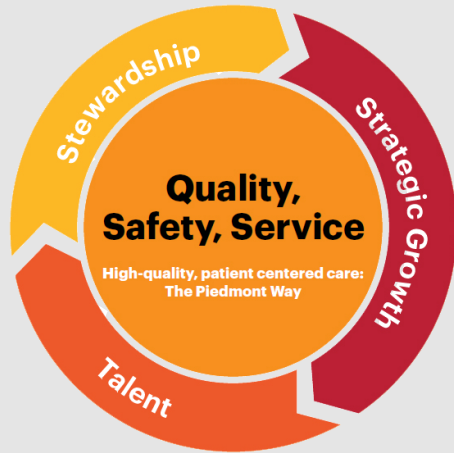 Stewardship
Strategic Growth
Quality,
Safety, Service
High-quality, patient centered care:
The Piedmont Way
Talent